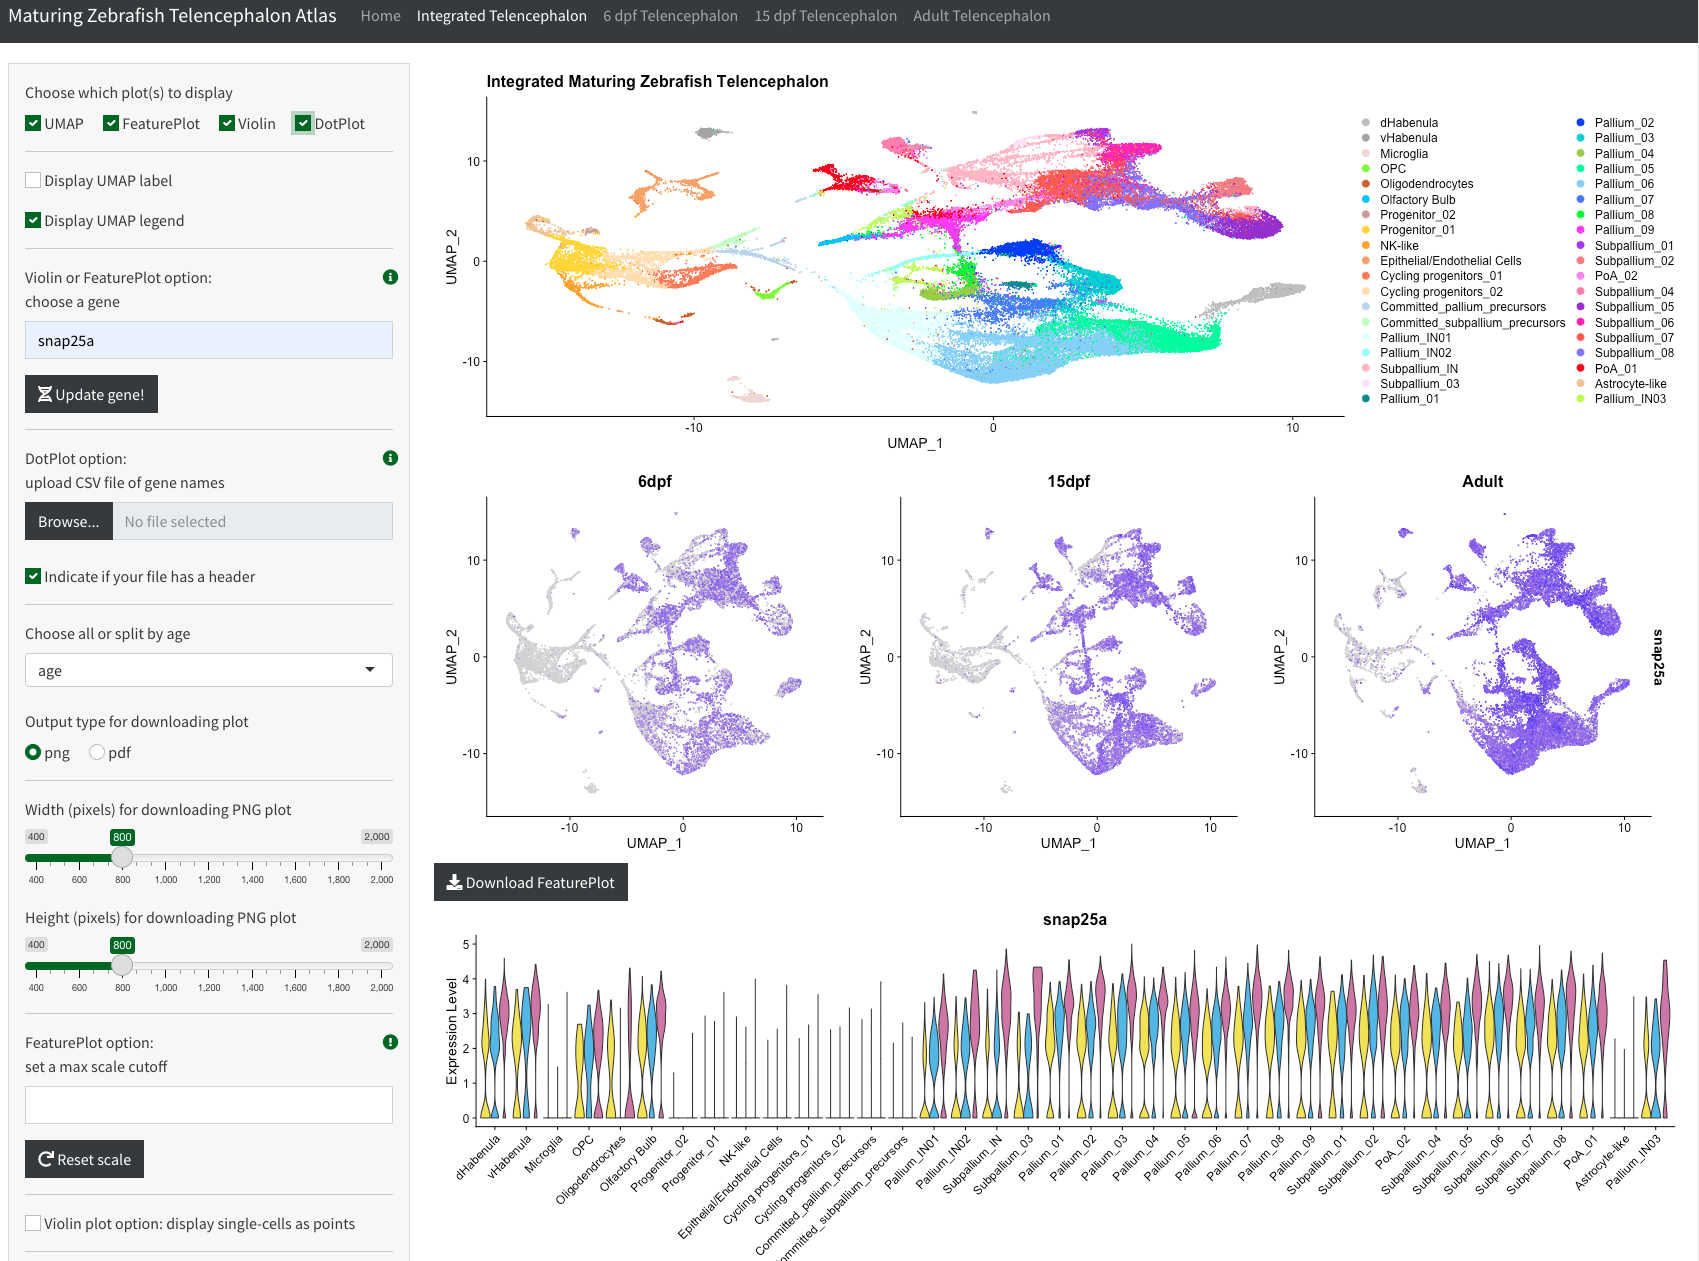 Maturing Zebrafish Telencephalon Atlas Home Integrated Telencephalon 6 dpf Telencephalon 15 dpf Telencephalon Adult Telencephalon
Choose which plot(s) to display
UMAP FeaturePlot Violin DotPlot
Display UMAP label
Display UMAP legend
Violin or FeaturePlot option:
choose a gene
snap25a
Update gene!
DotPlot option:
upload CSV file of gene names
Browse... No file selected
Indicate if your file has a header
Choose all or split by age
age
Output type for downloading plot
png pdf
Width (pixels) for downloading PNG plot
400 800 2,000
400 600 800 1,000 1,200 1,400 1,600 1,800 2,000
Height (pixels) for downloading PNG plot
400 800 2,000
400 600 800 1,000 1,200 1,400 1,600 1,800 2,000
FeaturePlot option:
set a max scale cutoff
Reset scale
Violin plot option: display single-cells as points
Integrated Maturing Zebrafish Telencephalon
UMAP_2
10
0
-10
-10 0 10
UMAP_1
dHabenula
vHabenula
Microglia
OPC
Oligodendrocytes
Olfactory Bulb
Progenitor_02
Progenitor_01
NK-like
Epithelial/Endothelial Cells
Cycling progenitors_01
Cycling progenitors_02
Committed_pallium_precursors
Committed_subpallium_precursors
Pallium_IN01
Pallium_IN02
Subpallium_IN
Subpallium_03
Pallium_01
Pallium_02
Pallium_03
Pallium_04
Pallium_05
Pallium_06
Pallium_07
Pallium_08
Pallium_09
Subpallium_01
Subpallium_02
PoA_02
Subpallium_04
Subpallium_05
Subpallium_06
Subpallium_07
Subpallium_08
PoA_01
Astrocyte-like
Pallium_IN03
6dpf
UMAP_2
10
0
-10
-10 0 10
UMAP_1
15dpf
UMAP_2
10
0
-10
-10 0 10
UMAP_1
Adult
UMAP_2
10
0
-10
-10 0 10
UMAP_1
snap25a
Download FeaturePlot
snap25a
Expression Level
5
4
3
2
1
0
dHabenula
vHabenula
Microglia
OPC
Oligodendrocytes
Olfactory Bulb
Progenitor_02
Progenitor_01
NK-like
Epithelial/Endothelial Cells
Cycling progenitors_01
Cycling progenitors_02
Committed_pallium_precursors
ommitted_subpallium_precursors
Pallium_IN01
Pallium_IN02
Subpallium_IN
Subpallium_03
Pallium_01
Pallium_02
Pallium_03
Pallium_04
Pallium_05
Pallium_06
Pallium_07
Pallium_08
Pallium_09
Subpallium_01
Subpallium_02
PoA_02
Subpallium_04
Subpallium_05
Subpallium_06
Subpallium_07
Subpallium_08
PoA_01
Astrocyte-like
Pallium_IN03